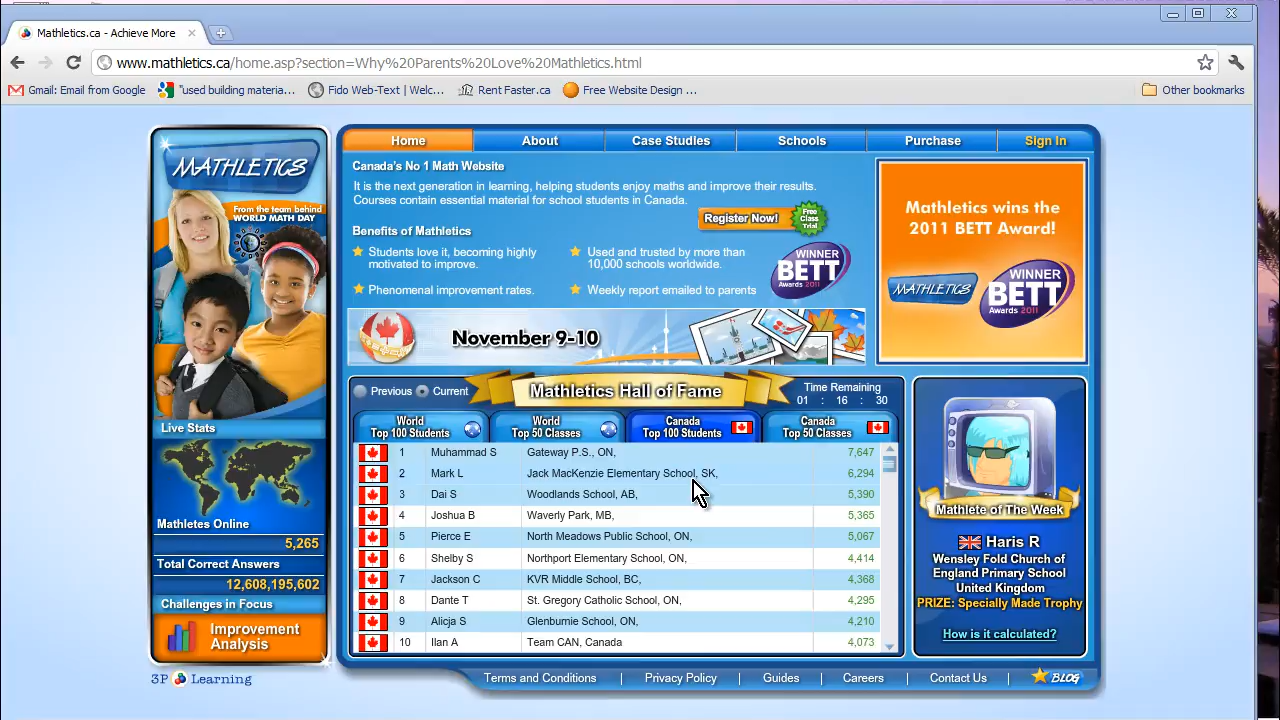 Mathletics.ca - Achieve More
www.mathletics.ca/home.asp?section=Why%20Parents%20Love%20Mathletics.html
Gmail: Email from Google
"used building materia...
Fido Web-Text | Welc...
Rent Faster.ca
Free Website Design ...
Other bookmarks
MATHLETICS
From the team behind
WORLD MATH DAY
Live Stats
Mathletes Online
5,265
Total Correct Answers
12,608,195,602
Challenges in Focus
Improvement
Analysis
3P Learning
Home About Case Studies Schools Purchase Sign In
Canada's No 1 Math Website
It is the next generation in learning, helping students enjoy maths and improve their results.
Courses contain essential material for school students in Canada.
Register Now!
Free
Class
Trial
Benefits of Mathletics
Students love it, becoming highly
motivated to improve.
Phenomenal improvement rates.
Used and trusted by more than
10,000 schools worldwide.
Weekly report emailed to parents
WINNER
BETT
Awards 2011
Mathletics wins the
2011 BETT Award!
MATHLETICS
WINNER
BETT
Awards 2011
November 9-10
Previous Current
Mathletics Hall of Fame
Time Remaining
01 : 16 : 30
World
Top 100 Students
World
Top 50 Classes
Canada
Top 100 Students
Canada
Top 50 Classes
1 Muhammad S Gateway P.S., ON, 7,647
2 Mark L Jack MacKenzie Elementary School, SK, 6,294
3 Dai S Woodlands School, AB, 5,390
4 Joshua B Waverly Park, MB, 5,365
5 Pierce E North Meadows Public School, ON, 5,067
6 Shelby S Northport Elementary School, ON, 4,414
7 Jackson C KVR Middle School, BC, 4,368
8 Dante T St. Gregory Catholic School, ON, 4,295
9 Alicja S Glenburnie School, ON, 4,210
10 Ilan A Team CAN, Canada 4,073
Mathlete of The Week
Haris R
Wensley Fold Church of
England Primary School
United Kingdom
PRIZE: Specially Made Trophy
How is it calculated?
Terms and Conditions | Privacy Policy | Guides | Careers | Contact Us | BLOG